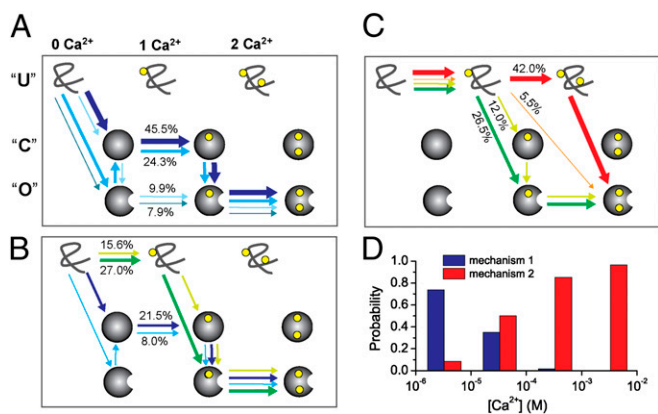 A
0 Ca²⁺ 1 Ca²⁺ 2 Ca²⁺
"U"
"C"
"O"
45.5%
24.3%
9.9%
7.9%
B
15.6%
27.0%
21.5%
8.0%
C
42.0%
5.5%
12.0%
26.5%
D
mechanism 1
mechanism 2
Probability
1.0
0.8
0.6
0.4
0.2
0.0
10⁻⁶ 10⁻⁵ 10⁻⁴ 10⁻³ 10⁻²
[Ca²⁺] (M)